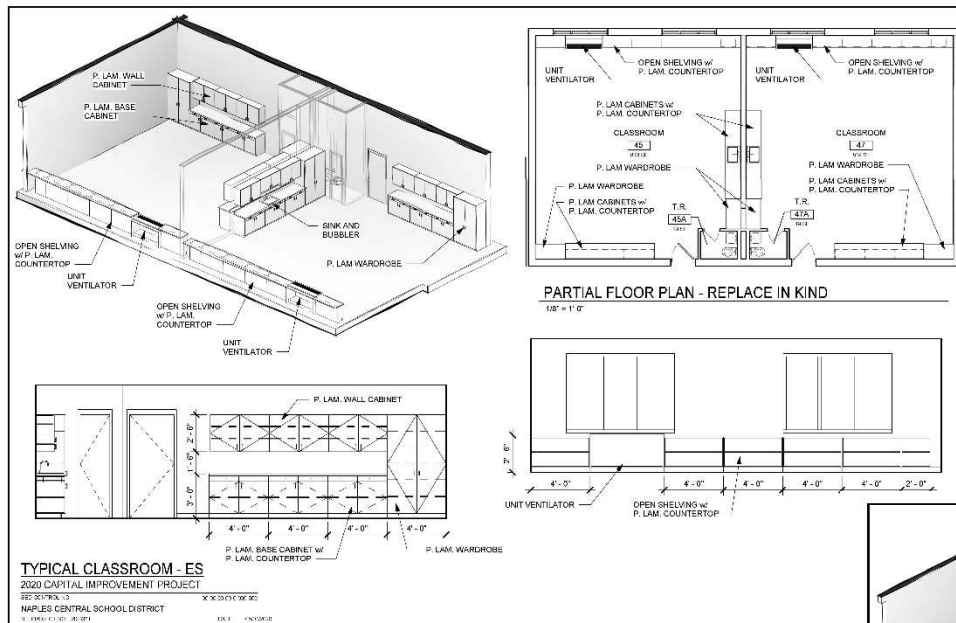 P. LAM. WALL
CABINET
P. LAM. BASE
CABINET
SINK AND
BUBBLER
P. LAM WARDROBE
OPEN SHELVING
w/ P. LAM.
COUNTERTOP
UNIT
VENTILATOR
OPEN SHELVING
w/ P. LAM.
COUNTERTOP
UNIT
VENTILATOR
UNIT
VENTILATOR
OPEN SHELVING w/
P. LAM. COUNTERTOP
UNIT
VENTILATOR
OPEN SHELVING w/
P. LAM. COUNTERTOP
P. LAM CABINETS w/
P. LAM. COUNTERTOP
CLASSROOM
45
CLASSROOM
47
P. LAM WARDROBE
P. LAM WARDROBE
P. LAM CABINETS w/
P. LAM. COUNTERTOP
P. LAM WARDROBE
P. LAM CABINETS w/
P. LAM. COUNTERTOP
T.R.
45A
T.R.
47A
PARTIAL FLOOR PLAN - REPLACE IN KIND
1/8" = 1' 0"
P. LAM. WALL CABINET
2' - 6"
1' - 6"
3' - 0"
4' - 0"
4' - 0"
4' - 0"
4' - 0"
P. LAM. BASE CABINET w/
P. LAM. COUNTERTOP
P. LAM. WARDROBE
2' - 6"
4' - 0"
4' - 0"
4' - 0"
4' - 0"
4' - 0"
2' - 0"
UNIT VENTILATOR
OPEN SHELVING w/
P. LAM. COUNTERTOP
TYPICAL CLASSROOM - ES
2020 CAPITAL IMPROVEMENT PROJECT
NAPLES CENTRAL SCHOOL DISTRICT